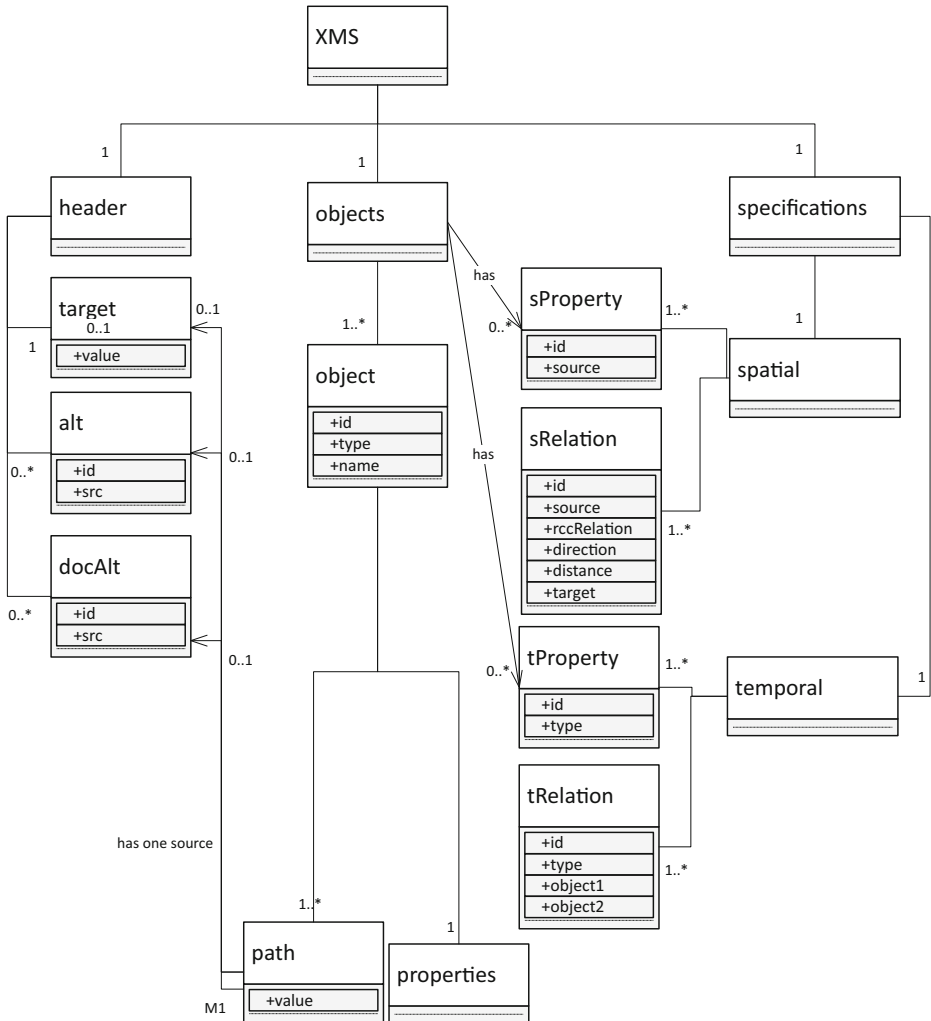 XMS
1
1
1
header
objects
specifications
has
target
0..1
0..1
1
+value
sProperty
1..*
0..*
+id
+source
1
spatial
1..*
object
+id
+type
+name
alt
0..*
+id
+src
0..1
has
sRelation
+id
+source
+rccRelation
+direction
+distance
+target
1..*
docAlt
0..*
+id
+src
0..1
tProperty
1..*
0..*
+id
+type
temporal
1
tRelation
+id
+type
+object1
+object2
1..*
has one source
1..*
1
path
+value
M1
properties